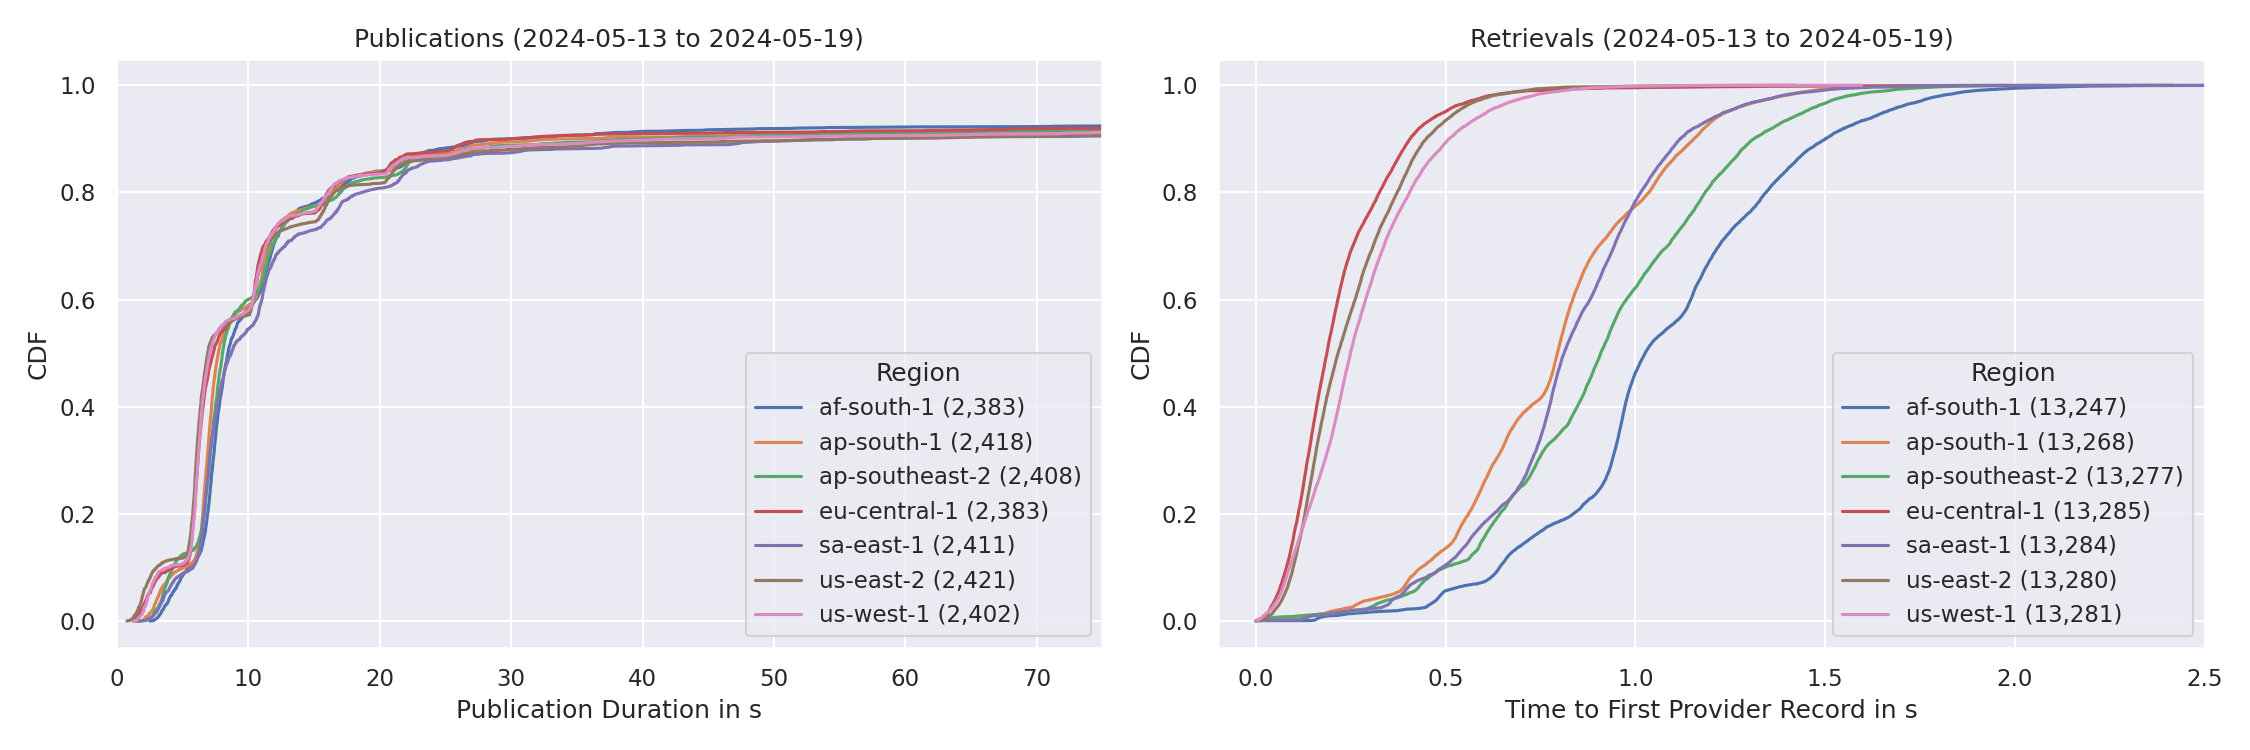 Publications (2024-05-13 to 2024-05-19)
CDF
1.0
0.8
0.6
0.4
0.2
0.0
0 10 20 30 40 50 60 70
Publication Duration in s
Region
af-south-1 (2,383)
ap-south-1 (2,418)
ap-southeast-2 (2,408)
eu-central-1 (2,383)
sa-east-1 (2,411)
us-east-2 (2,421)
us-west-1 (2,402)
Retrievals (2024-05-13 to 2024-05-19)
CDF
1.0
0.8
0.6
0.4
0.2
0.0
0.0 0.5 1.0 1.5 2.0 2.5
Time to First Provider Record in s
Region
af-south-1 (13,247)
ap-south-1 (13,268)
ap-southeast-2 (13,277)
eu-central-1 (13,285)
sa-east-1 (13,284)
us-east-2 (13,280)
us-west-1 (13,281)